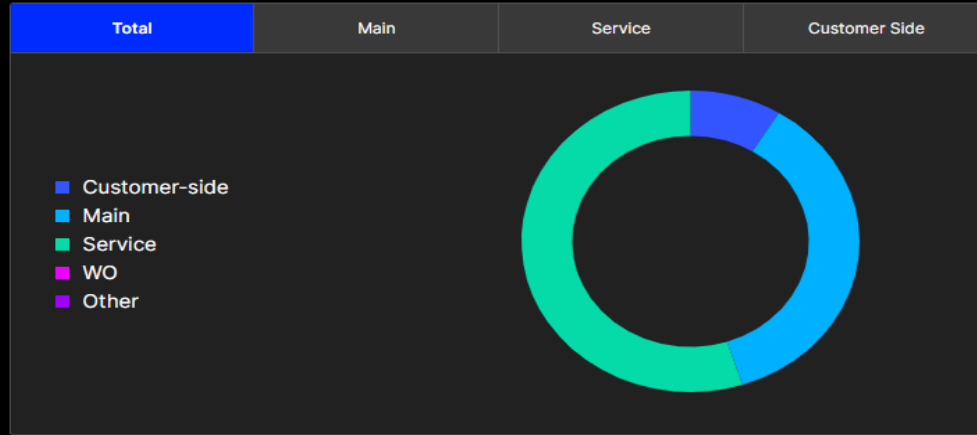 Total Main Service Customer Side
Customer-side
Main
Service
WO
Other